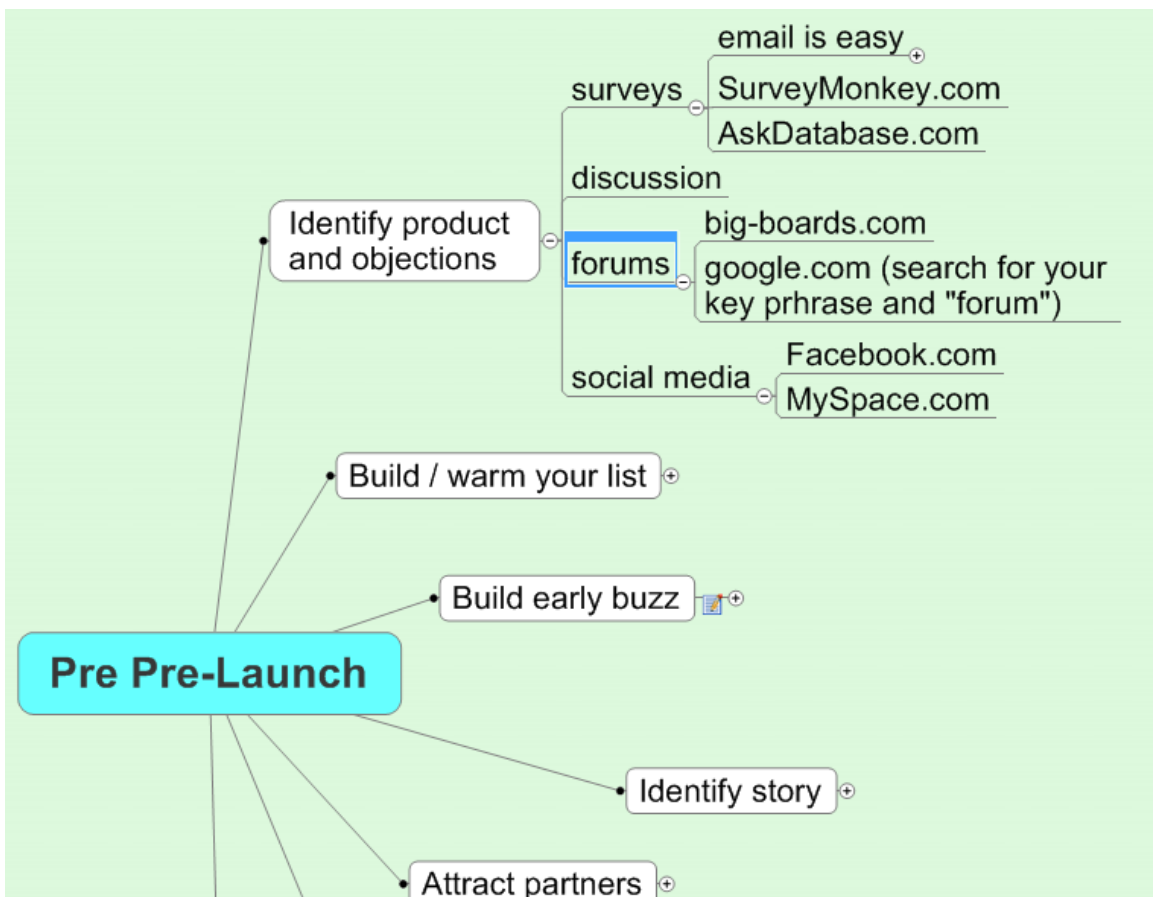 email is easy
surveys
SurveyMonkey.com
AskDatabase.com
discussion
Identify product
and objections
big-boards.com
forums
google.com (search for your
key prhrase and "forum")
Facebook.com
social media
MySpace.com
Build / warm your list
Build early buzz
Pre Pre-Launch
Identify story
Attract partners